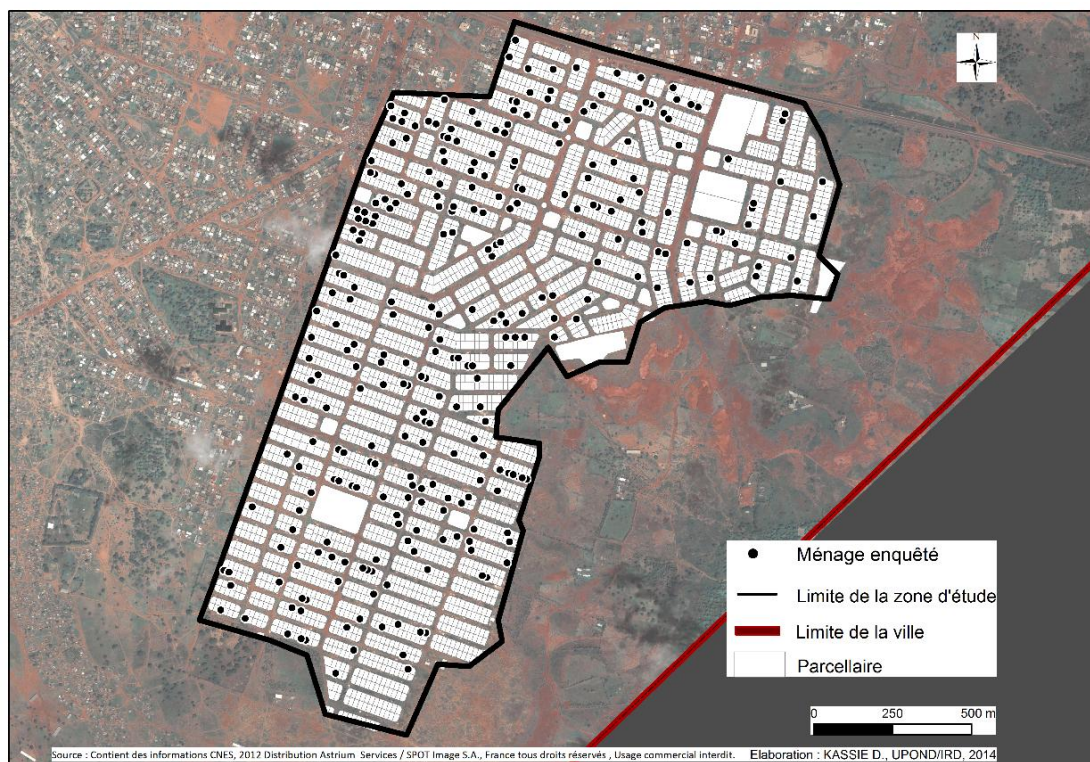 N
Ménage enquêté
Limite de la zone d'étude
Limite de la ville
Parcellaire
0 500 m
Source : Contient des informations CNES, 2012 Distribution Astrium Services / SPOT Image S.A., France tous droits réservés , Usage commercial interdit. Elaboration : KASSIE D., UPOND/IRD, 2014